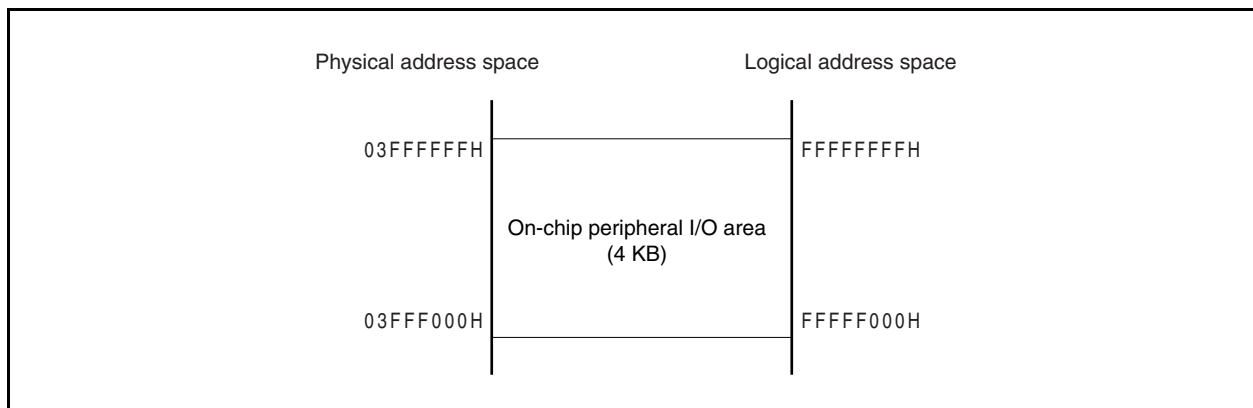 Physical address space
Logical address space
03FFFFFFH
FFFFFFFFH
On-chip peripheral I/O area
(4 KB)
03FFF000H
FFFFF000H